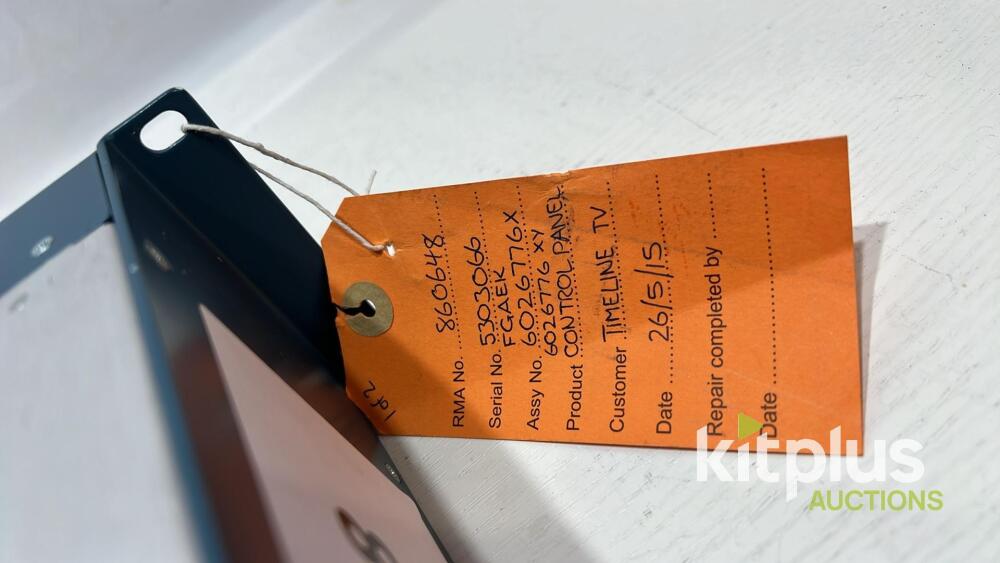 1 of 2
RMA No. 860648
Serial No. 5303066
FGAEK
Assy No. 6026776X
6026776 XY
Product CONTROL PANEL
Customer TIMELINE TV
Date 26/5/15
Repair completed by
Date
kitplus
AUCTIONS